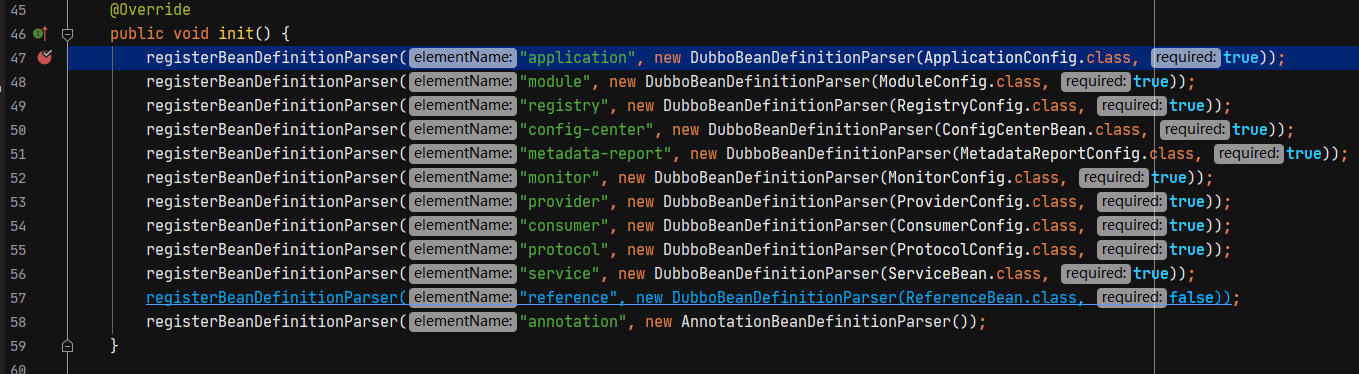 45 @Override
46 public void init() {
47 registerBeanDefinitionParser( elementName: "application", new DubboBeanDefinitionParser(ApplicationConfig.class, required: true));
48 registerBeanDefinitionParser( elementName: "module", new DubboBeanDefinitionParser(ModuleConfig.class, required: true));
49 registerBeanDefinitionParser( elementName: "registry", new DubboBeanDefinitionParser(RegistryConfig.class, required: true));
50 registerBeanDefinitionParser( elementName: "config-center", new DubboBeanDefinitionParser(ConfigCenterBean.class, required: true));
51 registerBeanDefinitionParser( elementName: "metadata-report", new DubboBeanDefinitionParser(MetadataReportConfig.class, required: true));
52 registerBeanDefinitionParser( elementName: "monitor", new DubboBeanDefinitionParser(MonitorConfig.class, required: true));
53 registerBeanDefinitionParser( elementName: "provider", new DubboBeanDefinitionParser(ProviderConfig.class, required: true));
54 registerBeanDefinitionParser( elementName: "consumer", new DubboBeanDefinitionParser(ConsumerConfig.class, required: true));
55 registerBeanDefinitionParser( elementName: "protocol", new DubboBeanDefinitionParser(ProtocolConfig.class, required: true));
56 registerBeanDefinitionParser( elementName: "service", new DubboBeanDefinitionParser(ServiceBean.class, required: true));
57 registerBeanDefinitionParser( elementName: "reference", new DubboBeanDefinitionParser(ReferenceBean.class, required: false));
58 registerBeanDefinitionParser( elementName: "annotation", new AnnotationBeanDefinitionParser());
59 }
60